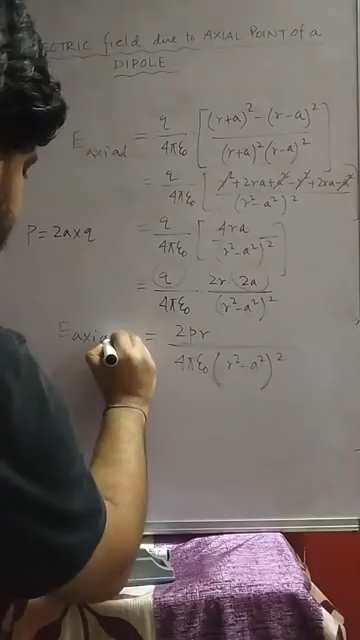 ECTRIC field due to AXIAL POINT of a
DIPOLE
E_axial = q/4πε₀ [ ((r+a)² − (r−a)²) / ((r+a)²(r−a)²) ]
= q/4πε₀ [ (r² + 2ra + a² − r² + 2ra − a²) / (r² − a²)² ]
P = 2a × q
= q/4πε₀ [ 4ra / (r² − a²)² ]
= q/4πε₀ 2r (2a) / (r² − a²)²
E_axia = 2pr / 4πε₀ (r² − a²)²